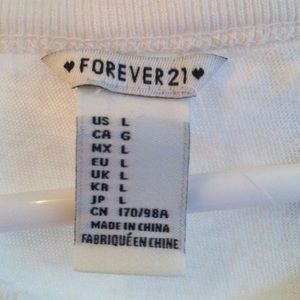 ♥FOREVER21♥
US L
CA G
MX L
EU L
UK L
KR L
JP L
CN 170/98A
MADE IN CHINA
FABRIQUÉ EN CHINE